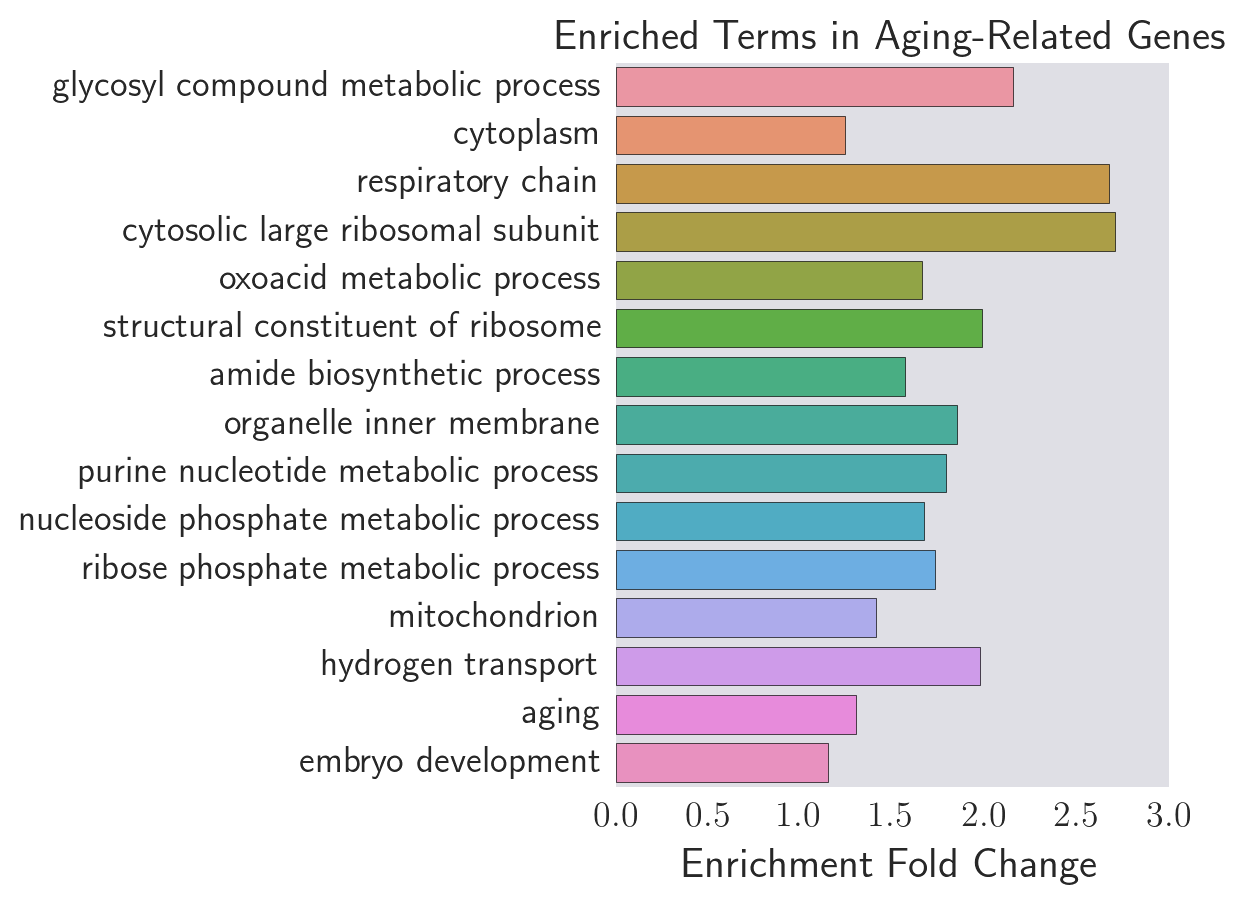 Enriched Terms in Aging-Related Genes
glycosyl compound metabolic process
cytoplasm
respiratory chain
cytosolic large ribosomal subunit
oxoacid metabolic process
structural constituent of ribosome
amide biosynthetic process
organelle inner membrane
purine nucleotide metabolic process
nucleoside phosphate metabolic process
ribose phosphate metabolic process
mitochondrion
hydrogen transport
aging
embryo development
0.0 0.5 1.0 1.5 2.0 2.5 3.0
Enrichment Fold Change